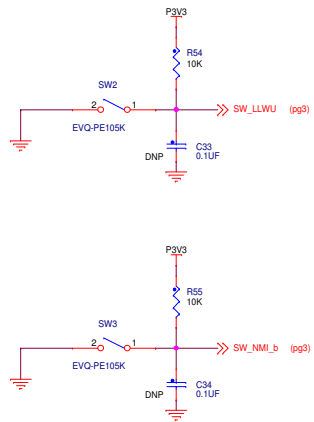 P3V3
R54
10K
SW2
2 1
SW_LLWU (pg3)
EVQ-PE105K
C33
DNP 0.1UF
P3V3
R55
10K
SW3
2 1
SW_NMI_b (pg3)
EVQ-PE105K
C34
DNP 0.1UF